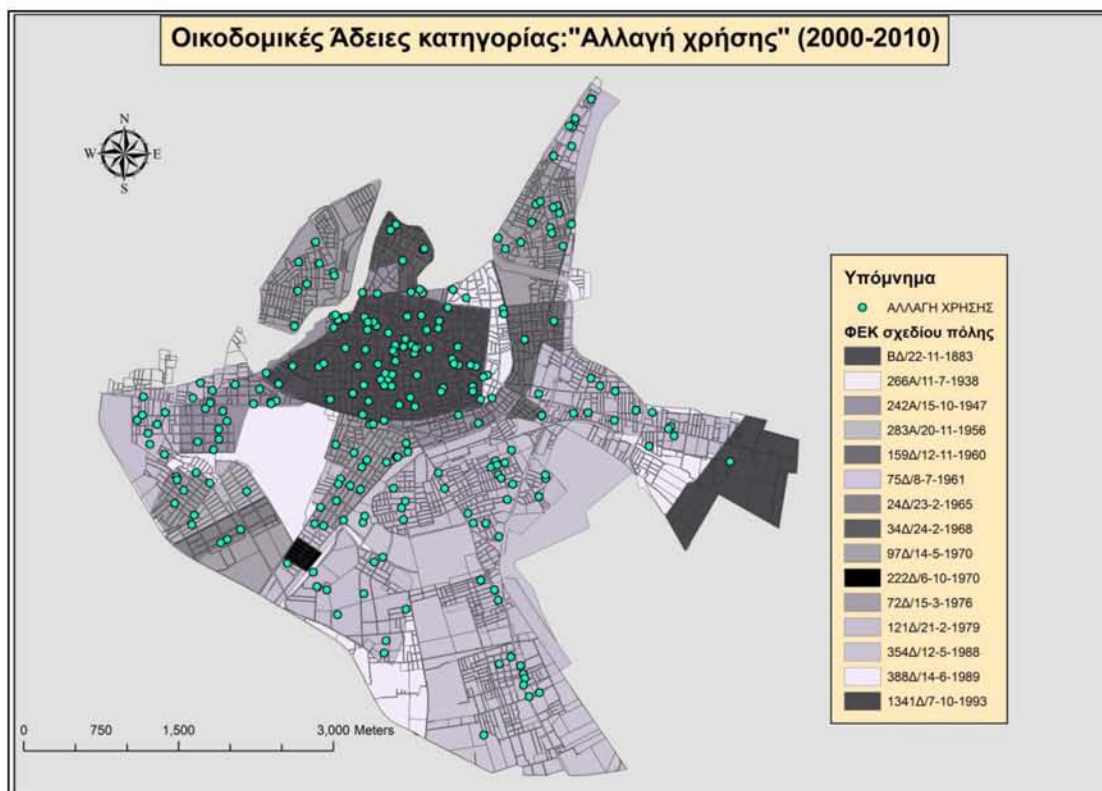 Οικοδομικές Άδειες κατηγορίας:"Αλλαγή χρήσης" (2000-2010)
N
W E
S
Υπόμνημα
ΑΛΛΑΓΗ ΧΡΗΣΗΣ
ΦΕΚ σχεδίου πόλης
ΒΔ/22-11-1883
266Α/11-7-1938
242Α/15-10-1947
283Α/20-11-1956
159Δ/12-11-1960
75Δ/8-7-1961
24Δ/23-2-1965
34Δ/24-2-1968
97Δ/14-5-1970
222Δ/6-10-1970
72Δ/15-3-1976
121Δ/21-2-1979
354Δ/12-5-1988
388Δ/14-6-1989
1341Δ/7-10-1993
0 750 1,500 3,000 Meters